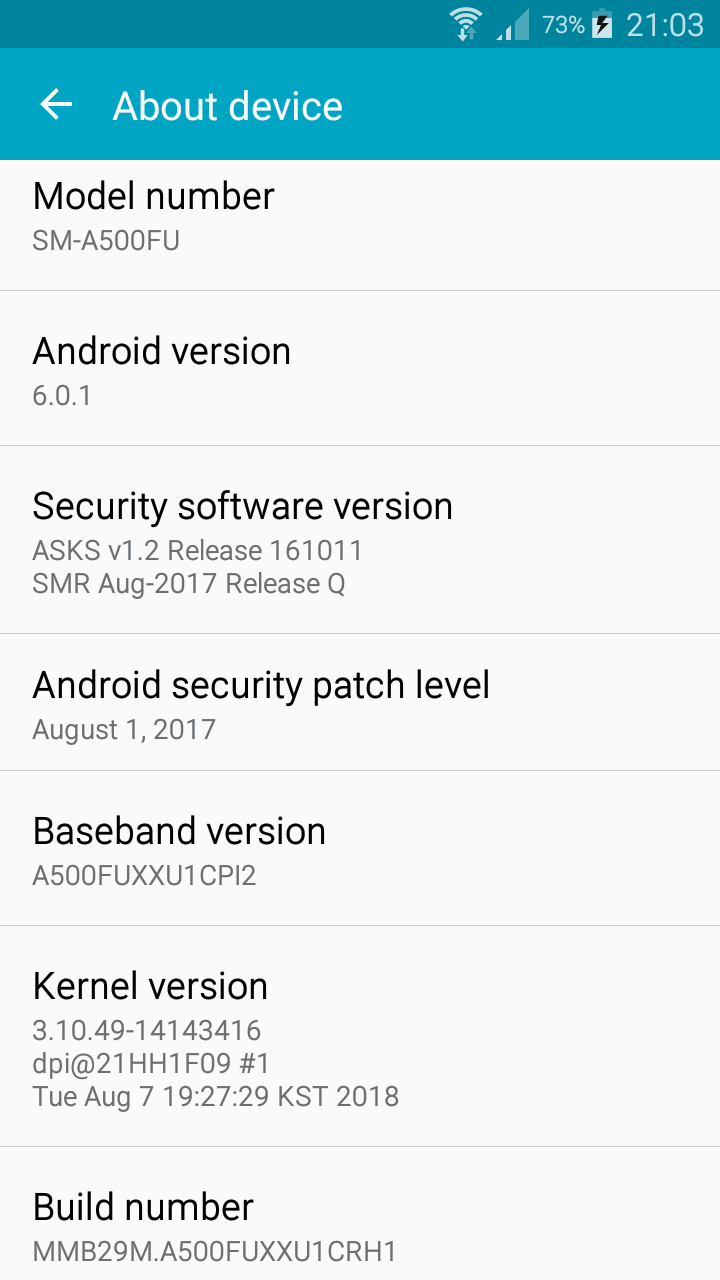 73% 21:03
About device
Model number
SM-A500FU
Android version
6.0.1
Security software version
ASKS v1.2 Release 161011
SMR Aug-2017 Release Q
Android security patch level
August 1, 2017
Baseband version
A500FUXXU1CPI2
Kernel version
3.10.49-14143416
dpi@21HH1F09 #1
Tue Aug 7 19:27:29 KST 2018
Build number
MMB29M.A500FUXXU1CRH1